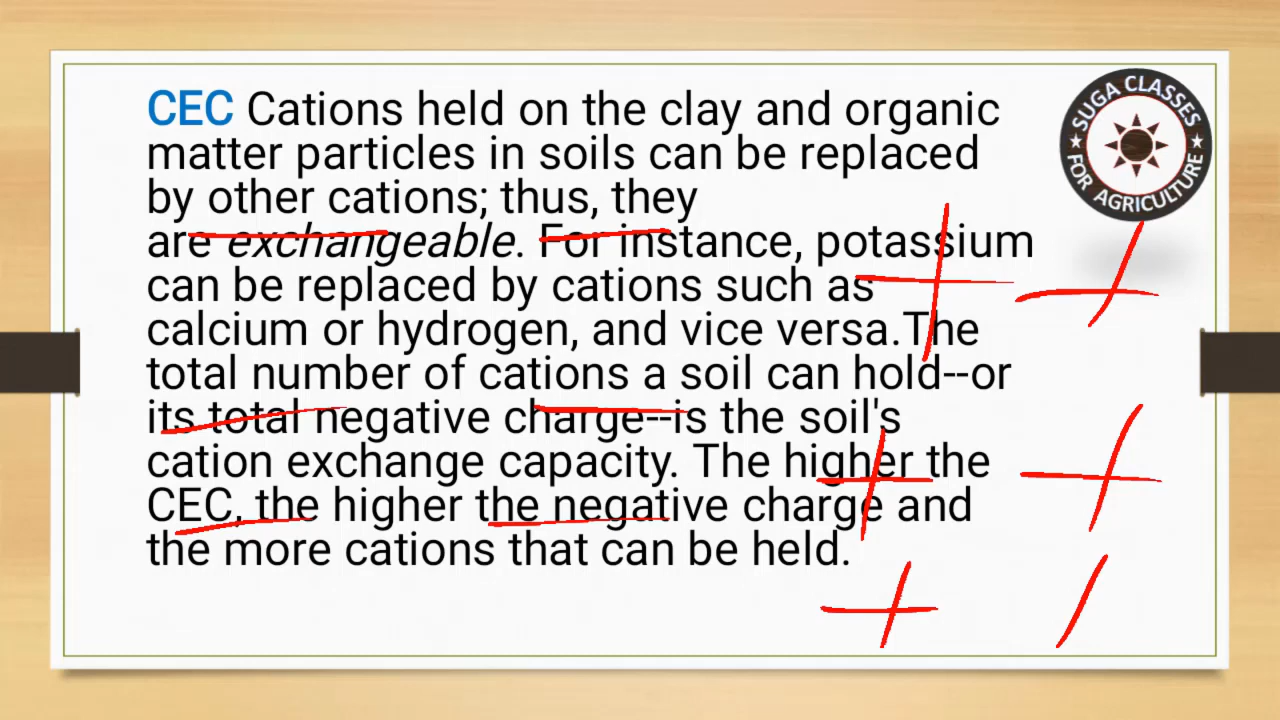 CEC Cations held on the clay and organic
matter particles in soils can be replaced
by other cations; thus, they
are exchangeable. For instance, potassium
can be replaced by cations such as
calcium or hydrogen, and vice versa.The
total number of cations a soil can hold--or
its total negative charge--is the soil's
cation exchange capacity. The higher the
CEC, the higher the negative charge and
the more cations that can be held.
SUGA CLASSES
FOR AGRICULTURE